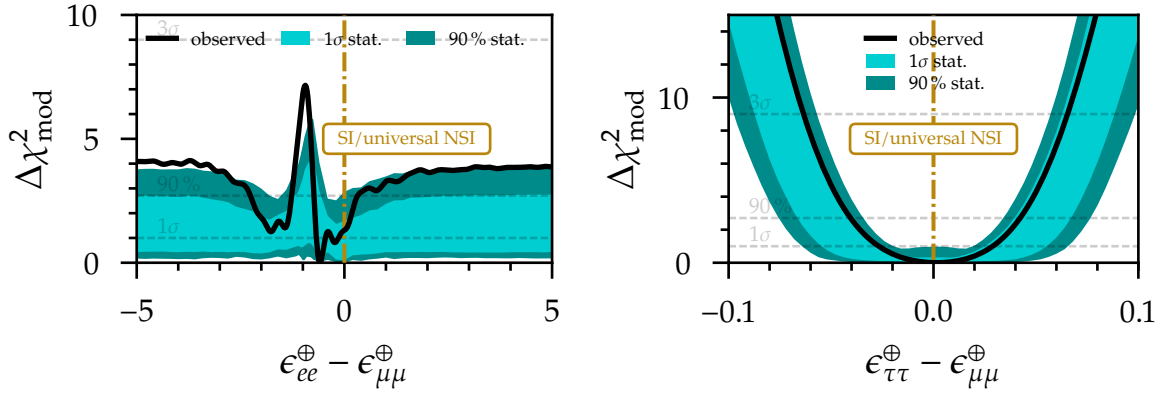 10
5
0
Δχ²mod
3σ
observed
1σ stat.
90 % stat.
SI/universal NSI
90 %
1σ
−5
0
5
ϵ⊕ee − ϵ⊕μμ
10
0
Δχ²mod
observed
1σ stat.
90 % stat.
3σ
SI/universal NSI
90 %
1σ
−0.1
0.0
0.1
ϵ⊕ττ − ϵ⊕μμ